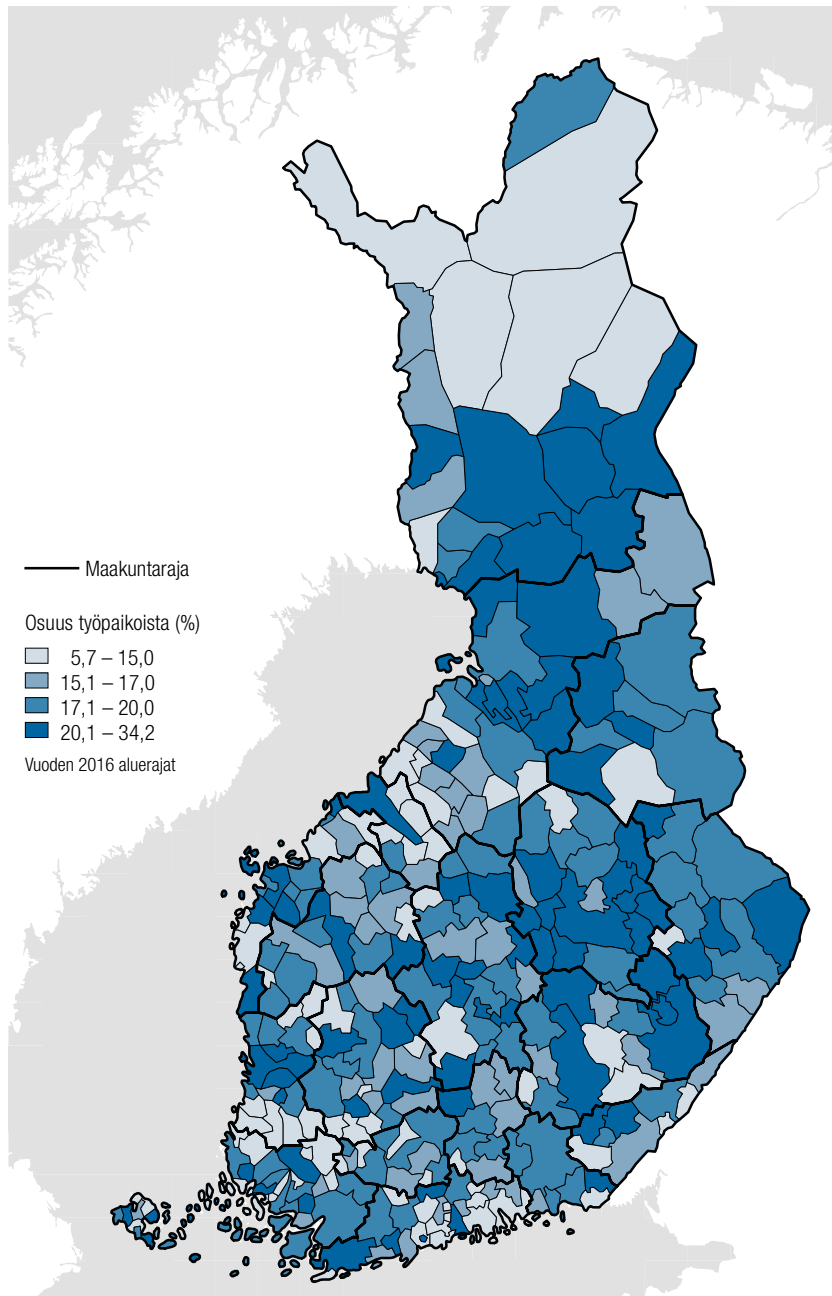 Maakuntaraja
Osuus työpaikoista (%)
5,7 – 15,0
15,1 – 17,0
17,1 – 20,0
20,1 – 34,2
Vuoden 2016 aluerajat